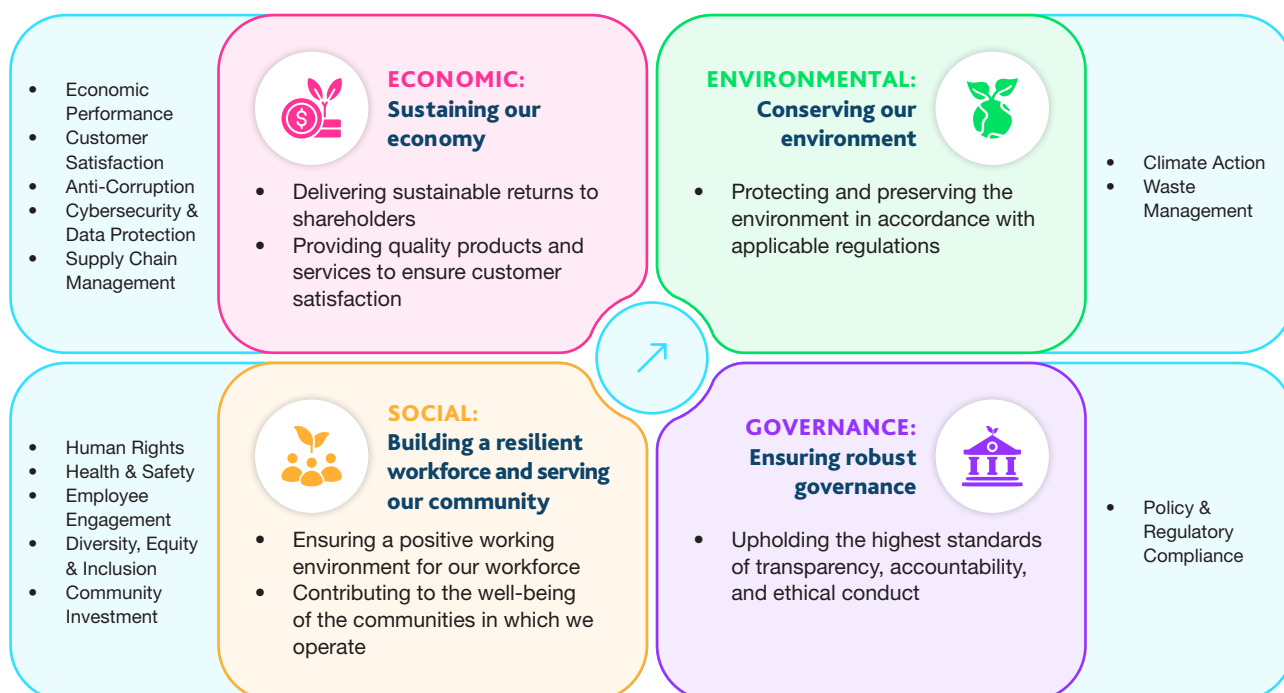 • Economic
Performance
• Customer
Satisfaction
• Anti-Corruption
• Cybersecurity &
Data Protection
• Supply Chain
Management
ECONOMIC:
Sustaining our
economy
• Delivering sustainable returns to
shareholders
• Providing quality products and
services to ensure customer
satisfaction
ENVIRONMENTAL:
Conserving our
environment
• Protecting and preserving the
environment in accordance with
applicable regulations
• Climate Action
• Waste
Management
• Human Rights
• Health & Safety
• Employee
Engagement
• Diversity, Equity
& Inclusion
• Community
Investment
SOCIAL:
Building a resilient
workforce and serving
our community
• Ensuring a positive working
environment for our workforce
• Contributing to the well-being
of the communities in which we
operate
GOVERNANCE:
Ensuring robust
governance
• Upholding the highest standards
of transparency, accountability,
and ethical conduct
• Policy &
Regulatory
Compliance